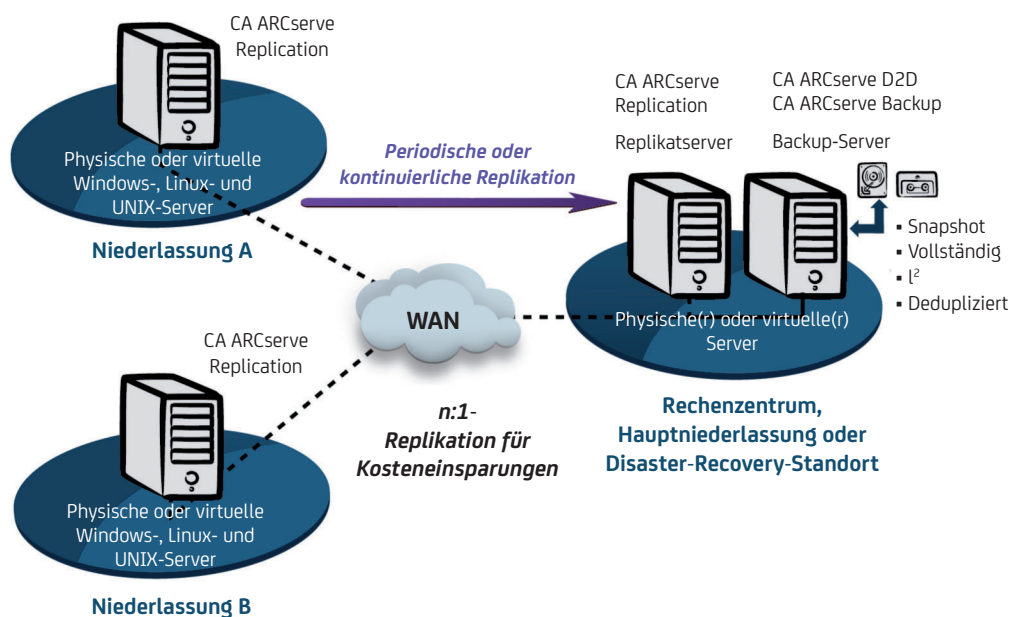 CA ARCserve
Replication
Physische oder virtuelle
Windows-, Linux- und
UNIX-Server
Niederlassung A
Periodische oder
kontinuierliche Replikation
CA ARCserve
Replication
Replikatserver
CA ARCserve D2D
CA ARCserve Backup
Backup-Server
▪ Snapshot
▪ Vollständig
▪ I²
▪ Dedupliziert
WAN
Physische(r) oder virtuelle(r)
Server
Rechenzentrum,
Hauptniederlassung oder
Disaster-Recovery-Standort
n:1-
Replikation für
Kosteneinsparungen
CA ARCserve
Replication
Physische oder virtuelle
Windows-, Linux- und
UNIX-Server
Niederlassung B